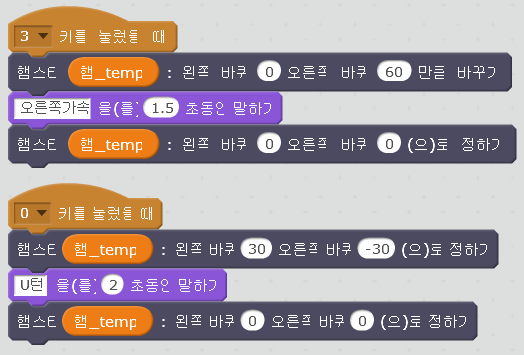 3 키를 눌렀을 때
햄스터 햄_temp : 왼쪽 바퀴 0 오른쪽 바퀴 60 만큼 바꾸기
오른쪽가속 을(를) 1.5 초동안 말하기
햄스터 햄_temp : 왼쪽 바퀴 0 오른쪽 바퀴 0 (으)로 정하기
0 키를 눌렀을 때
햄스터 햄_temp : 왼쪽 바퀴 30 오른쪽 바퀴 -30 (으)로 정하기
U턴 을(를) 2 초동안 말하기
햄스터 햄_temp : 왼쪽 바퀴 0 오른쪽 바퀴 0 (으)로 정하기